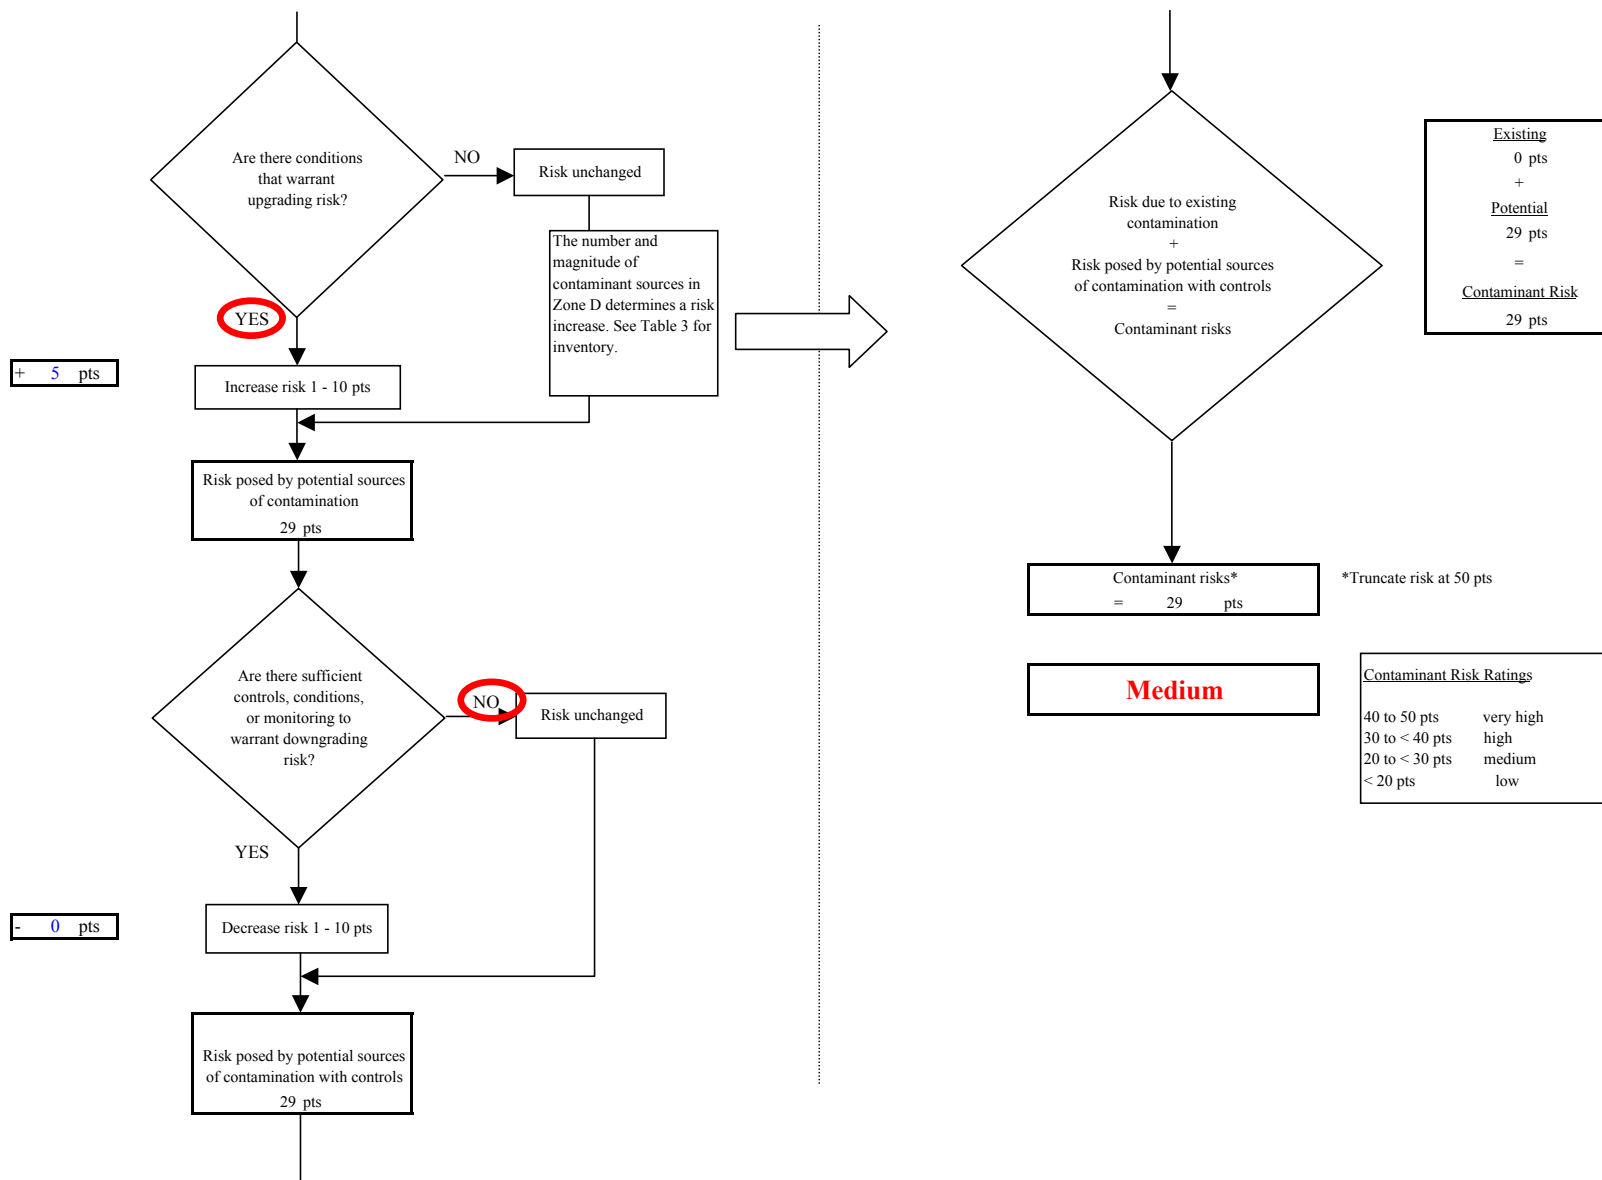 Are there conditions
that warrant
upgrading risk?
NO
Risk unchanged
The number and
magnitude of
contaminant sources in
Zone D determines a risk
increase. See Table 3 for
inventory.
YES
+ 5 pts
Increase risk 1 - 10 pts
Risk posed by potential sources
of contamination
29 pts
Are there sufficient
controls, conditions,
or monitoring to
warrant downgrading
risk?
NO
Risk unchanged
YES
- 0 pts
Decrease risk 1 - 10 pts
Risk posed by potential sources
of contamination with controls
29 pts
Risk due to existing
contamination
+
Risk posed by potential sources
of contamination with controls
=
Contaminant risks
Existing
0 pts
+
Potential
29 pts
=
Contaminant Risk
29 pts
Contaminant risks*
= 29 pts
*Truncate risk at 50 pts
Medium
Contaminant Risk Ratings
40 to 50 pts very high
30 to < 40 pts high
20 to < 30 pts medium
< 20 pts low